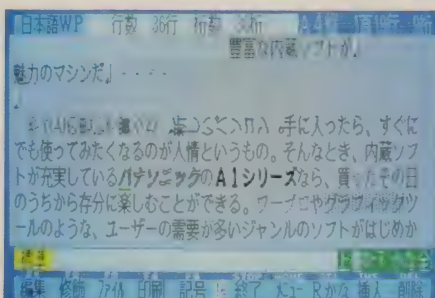 日本語WP 行数 36行 桁数 36桁
豊富な内蔵ソフトが、
魅力のマシンだ』・・・・
』
手に入ったら、すぐに
でも使ってみたくなるのが人情というもの。そんなとき、内蔵ソフ
トが充実しているパナソニックのA1シリーズなら、買ったその日
のうちから存分に楽しむことができる。ワープロやグラフィックツ
ールのような、ユーザーの需要が多いジャンルのソフトがはじめか
編集 修飾 ファイル 印刷 記号 終了 メニュー Rかな 挿入 削除